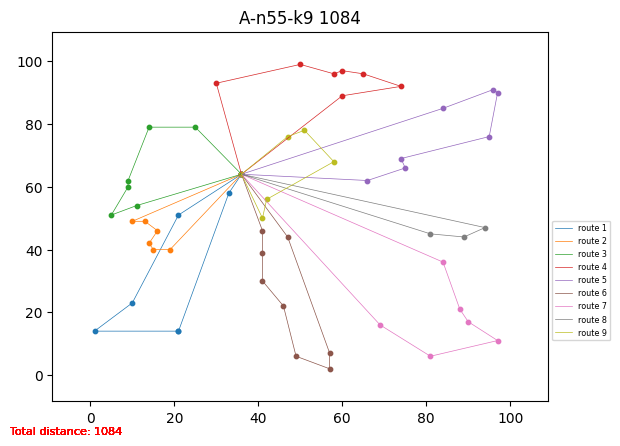 A-n55-k9 1084
100
80
60
40
20
0
0 20 40 60 80 100
route 1
route 2
route 3
route 4
route 5
route 6
route 7
route 8
route 9
Total distance: 1084